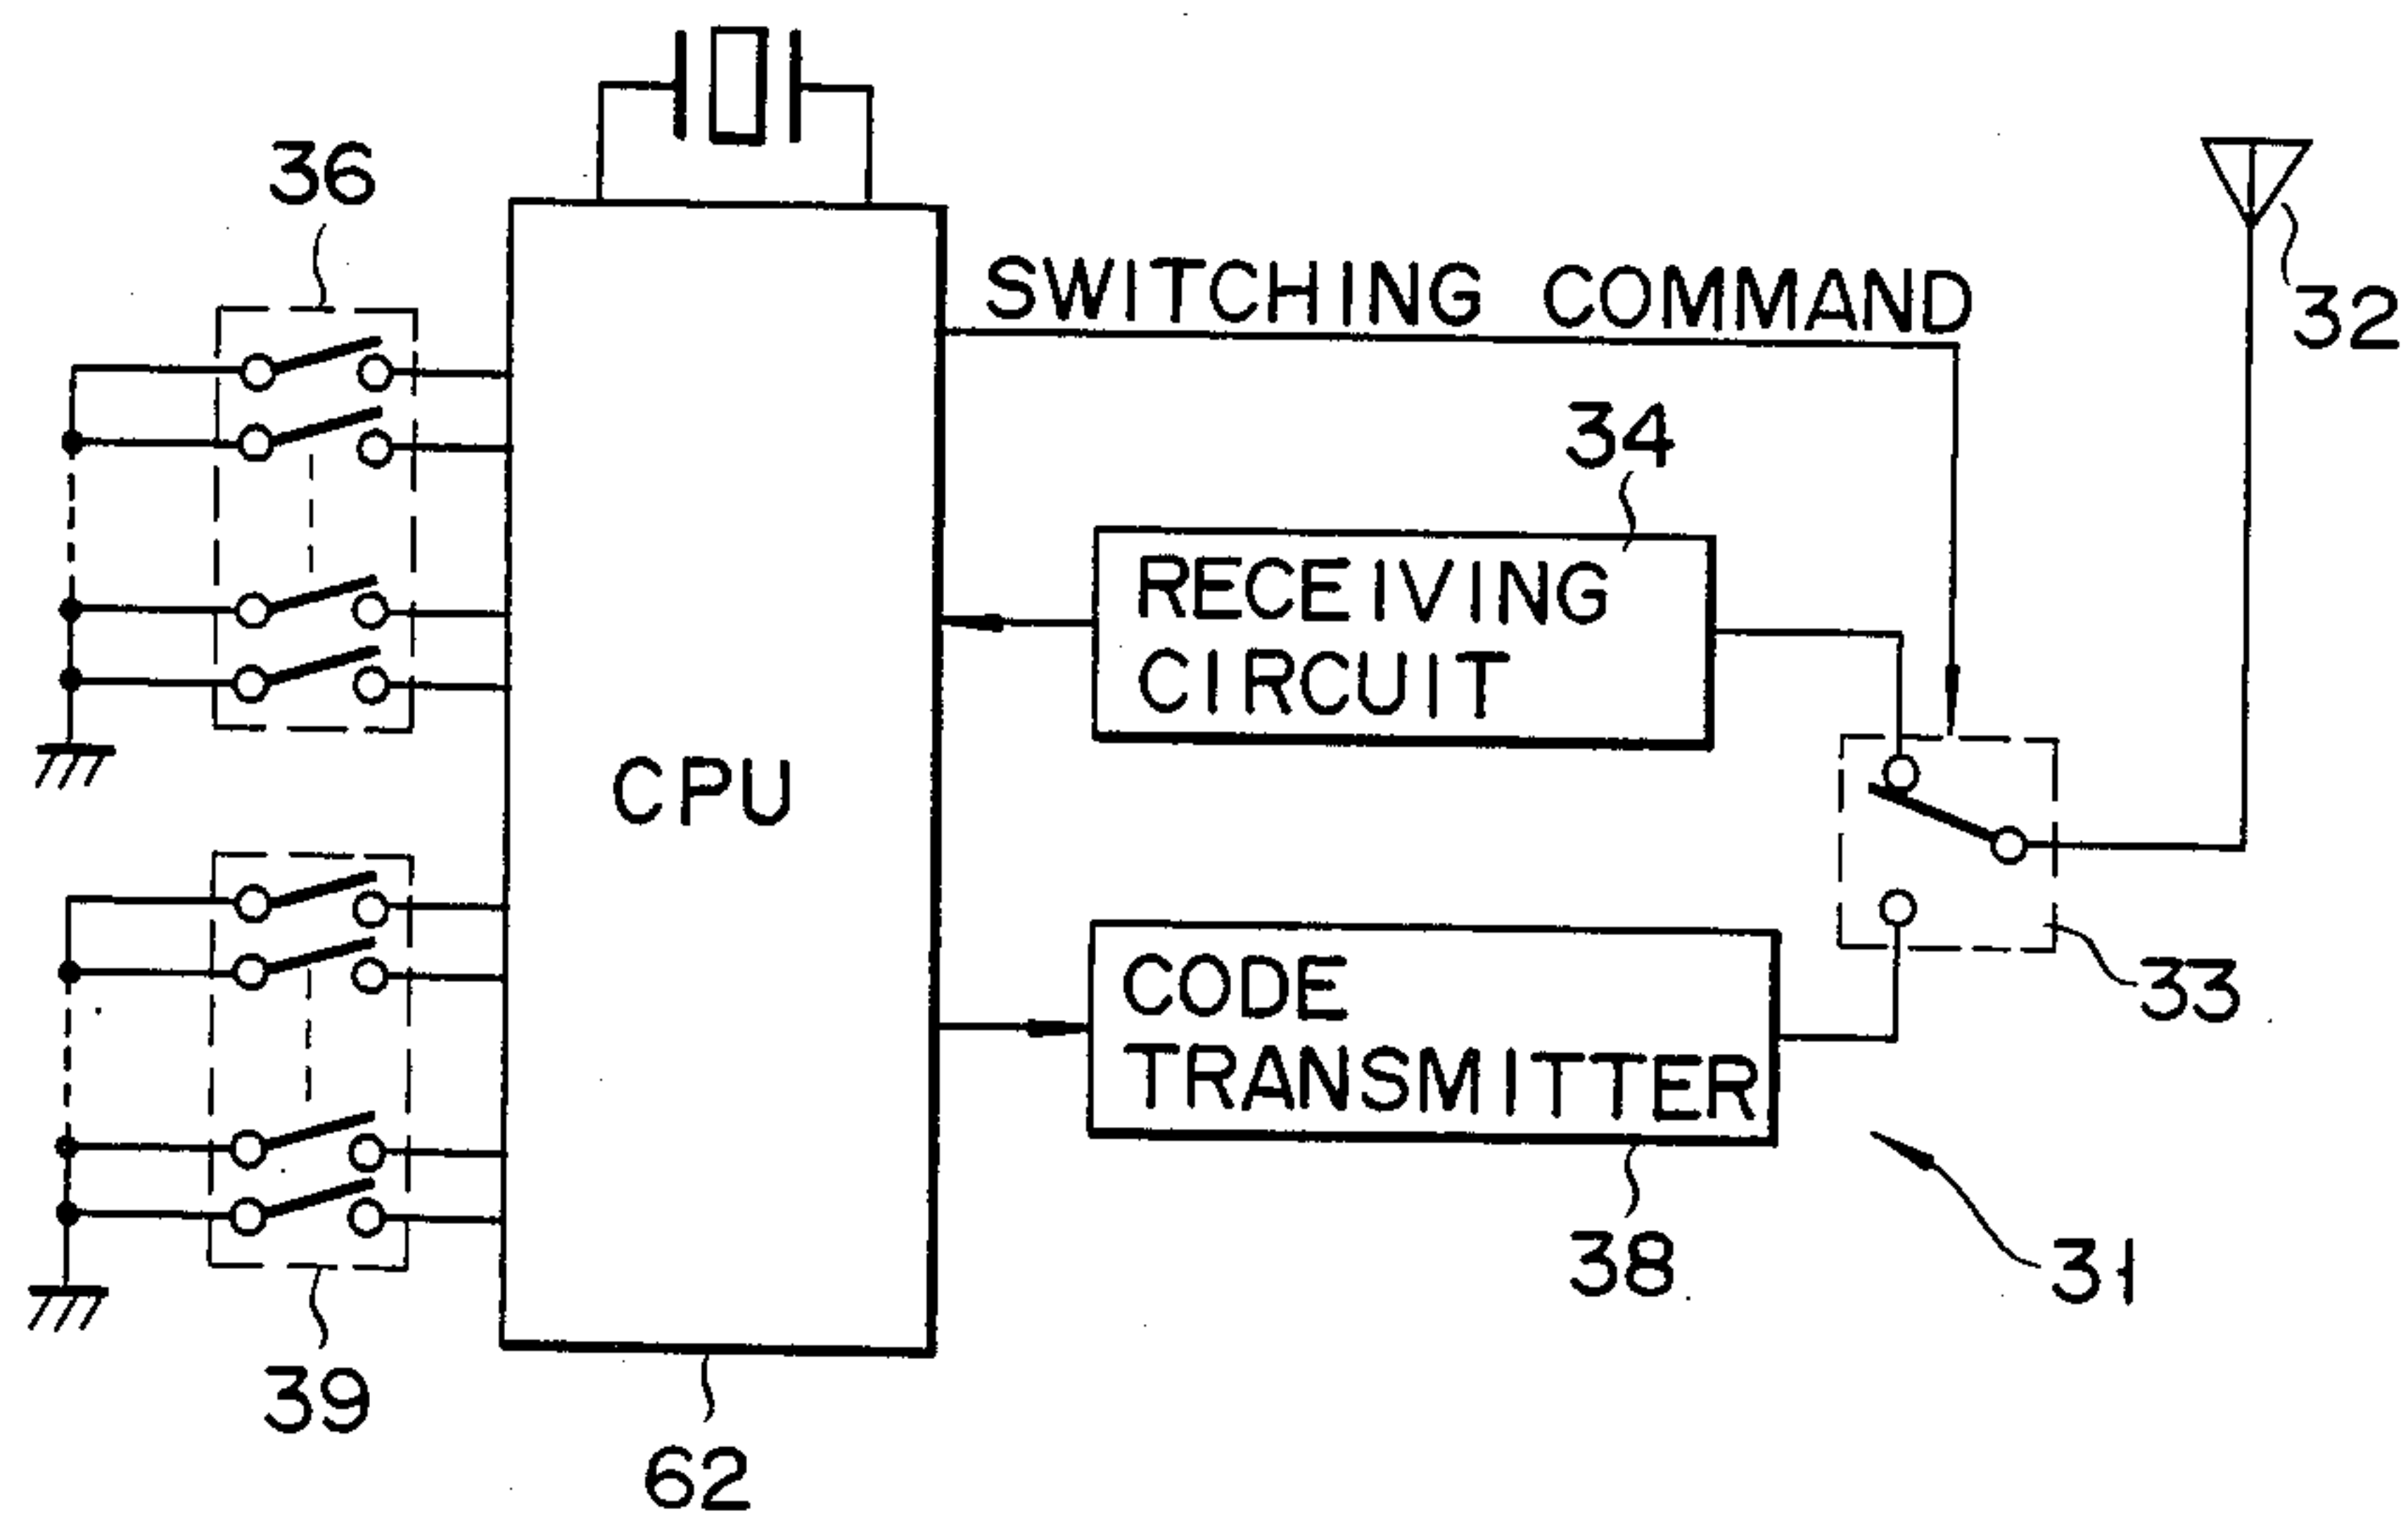 36
SWITCHING COMMAND
32
34
RECEIVING
CIRCUIT
CPU
CODE
TRANSMITTER
33
38
31
39
62